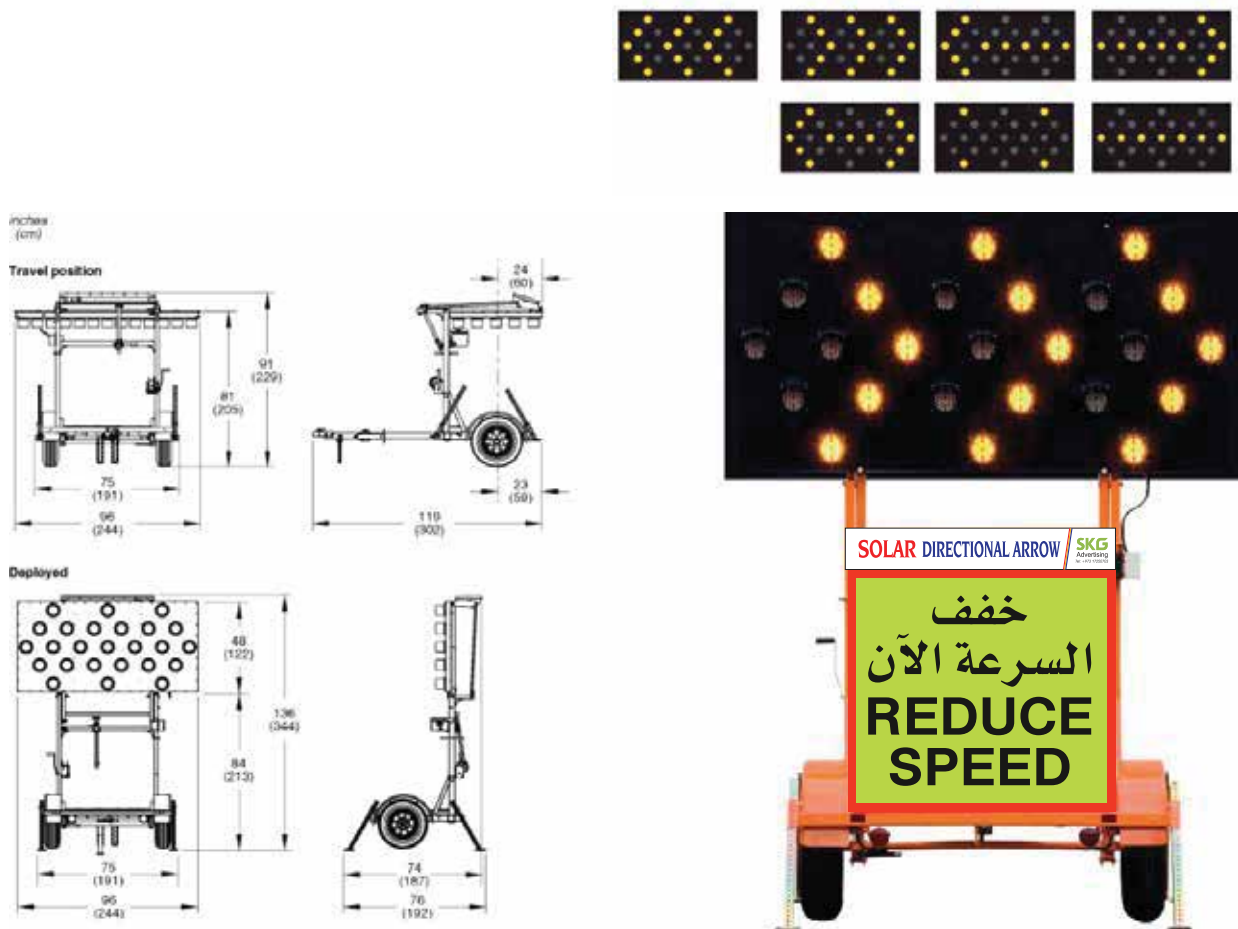 inches
(cm)
Travel position
24
(60)
91
(229)
81
(205)
75
(191)
96
(244)
23
(59)
119
(302)
Deployed
48
(122)
136
(344)
84
(213)
75
(191)
96
(244)
74
(187)
76
(192)
SOLAR DIRECTIONAL ARROW
SKG
Advertising
خفف
السرعة الآن
REDUCE
SPEED